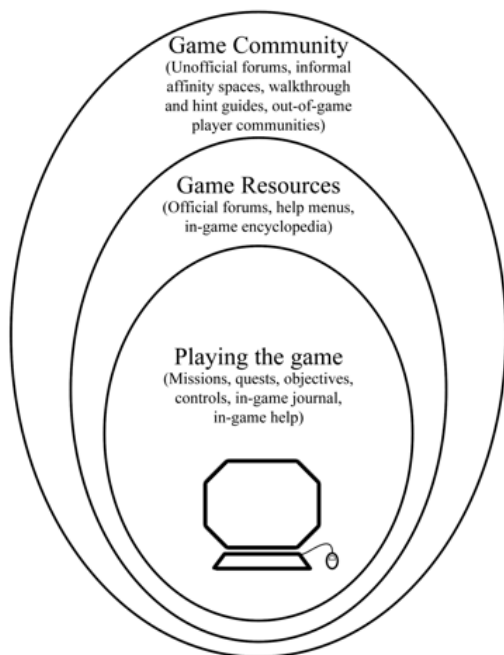 Game Community
(Unofficial forums, informal
affinity spaces, walkthrough
and hint guides, out-of-game
player communities)
Game Resources
(Official forums, help menus,
in-game encyclopedia)
Playing the game
(Missions, quests, objectives,
controls, in-game journal,
in-game help)